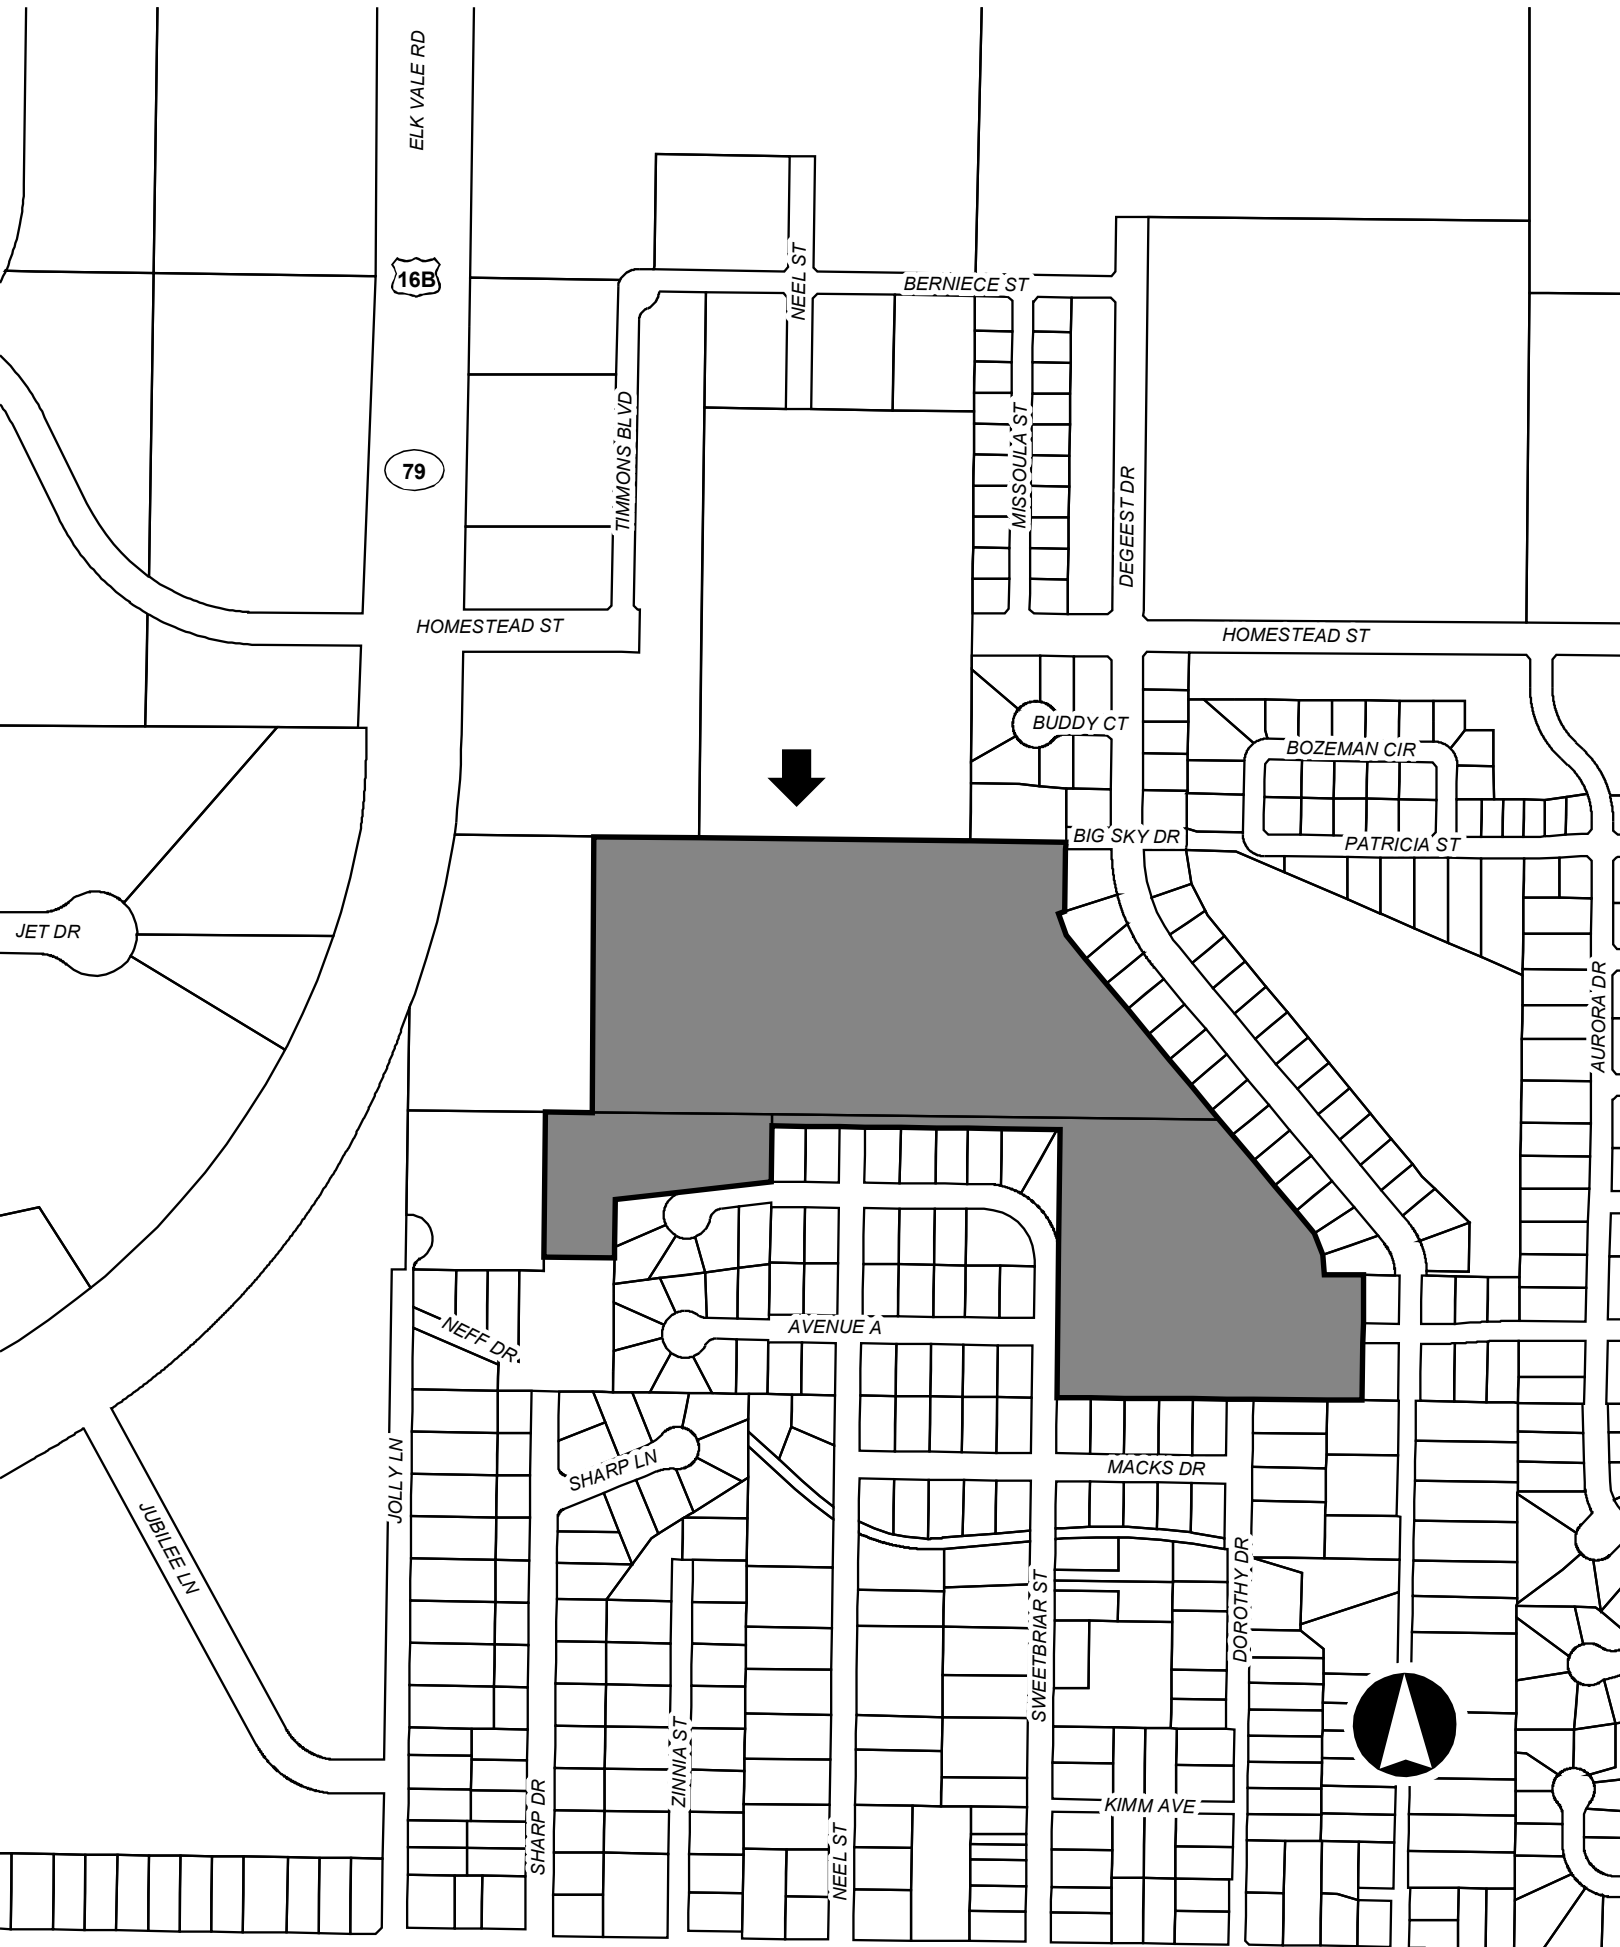 ELK VALE RD
16B
NEEL ST
BERNIECE ST
TIMMONS BLVD
MISSOULA ST
79
DEGEEST DR
HOMESTEAD ST
HOMESTEAD ST
BUDDY CT
BOZEMAN CIR
BIG SKY DR
PATRICIA ST
JET DR
AURORA DR
AVENUE A
NEFF DR
SHARP LN
MACKS DR
JOLLY LN
JUBILEE LN
DOROTHY DR
SWEETBRIAR ST
ZINNIA ST
KIMM AVE
SHARP DR
NEEL ST